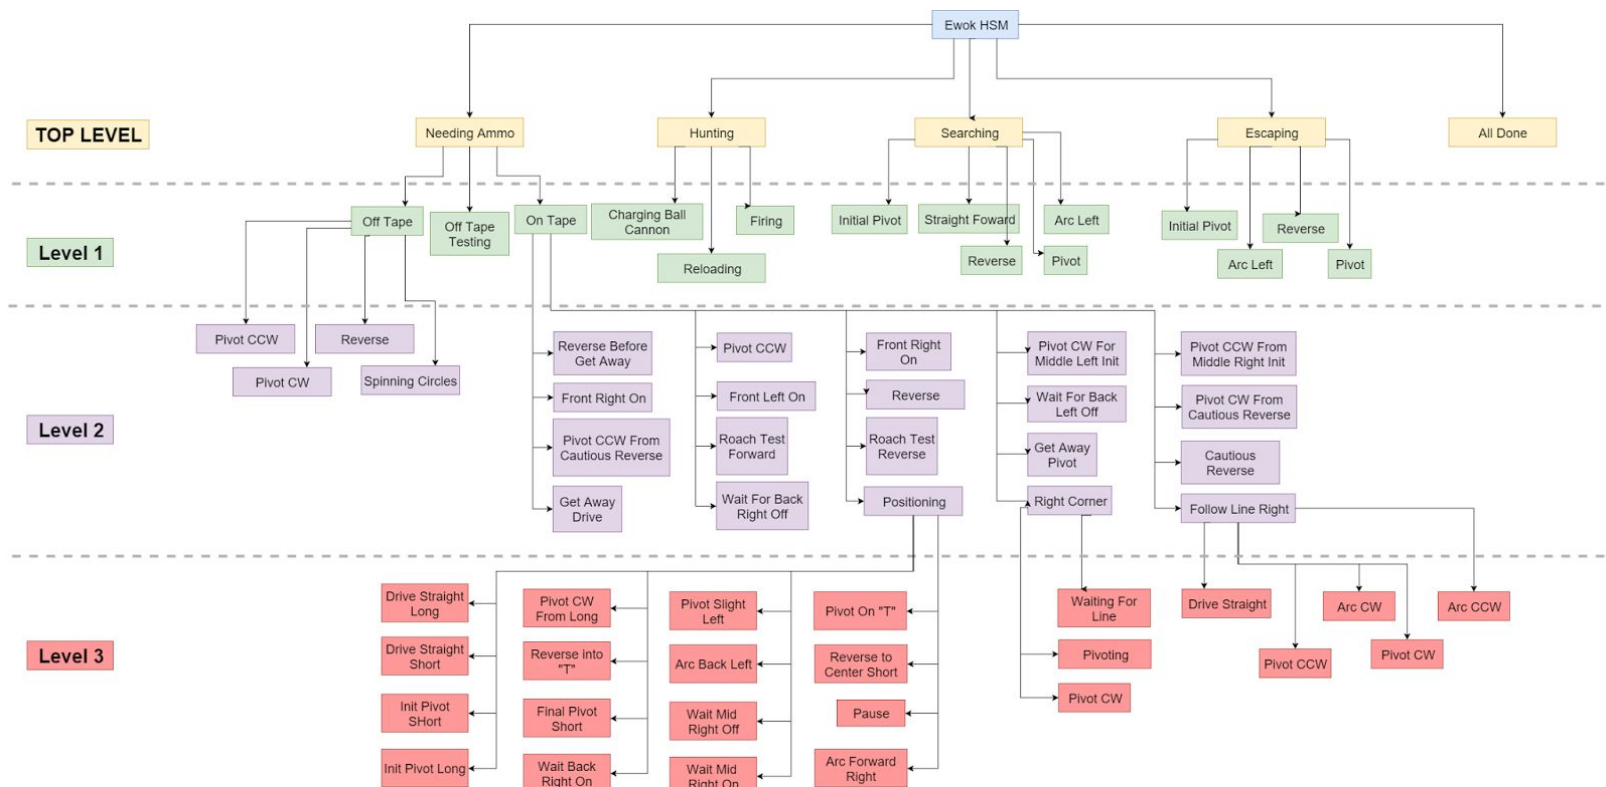 Ewok HSM
TOP LEVEL
Needing Ammo
Hunting
Searching
Escaping
All Done
Level 1
Off Tape
Off Tape
Testing
On Tape
Charging Ball
Cannon
Firing
Reloading
Initial Pivot
Straight Foward
Arc Left
Reverse
Pivot
Initial Pivot
Reverse
Arc Left
Pivot
Level 2
Pivot CCW
Reverse
Pivot CW
Spinning Circles
Reverse Before
Get Away
Front Right On
Pivot CCW From
Cautious Reverse
Get Away
Drive
Pivot CCW
Front Left On
Roach Test
Forward
Wait For Back
Right Off
Front Right
On
Reverse
Roach Test
Reverse
Positioning
Pivot CW For
Middle Left Init
Wait For Back
Left Off
Get Away
Pivot
Right Corner
Pivot CCW From
Middle Right Init
Pivot CW From
Cautious Reverse
Cautious
Reverse
Follow Line Right
Level 3
Drive Straight
Long
Drive Straight
Short
Init Pivot
SHort
Init Pivot Long
Pivot CW
From Long
Reverse into
"T"
Final Pivot
Short
Wait Back
Right On
Pivot Slight
Left
Arc Back Left
Wait Mid
Right Off
Wait Mid
Right On
Pivot On "T"
Reverse to
Center Short
Pause
Arc Forward
Right
Waiting For
Line
Pivoting
Pivot CW
Drive Straight
Pivot CCW
Arc CW
Pivot CW
Arc CCW